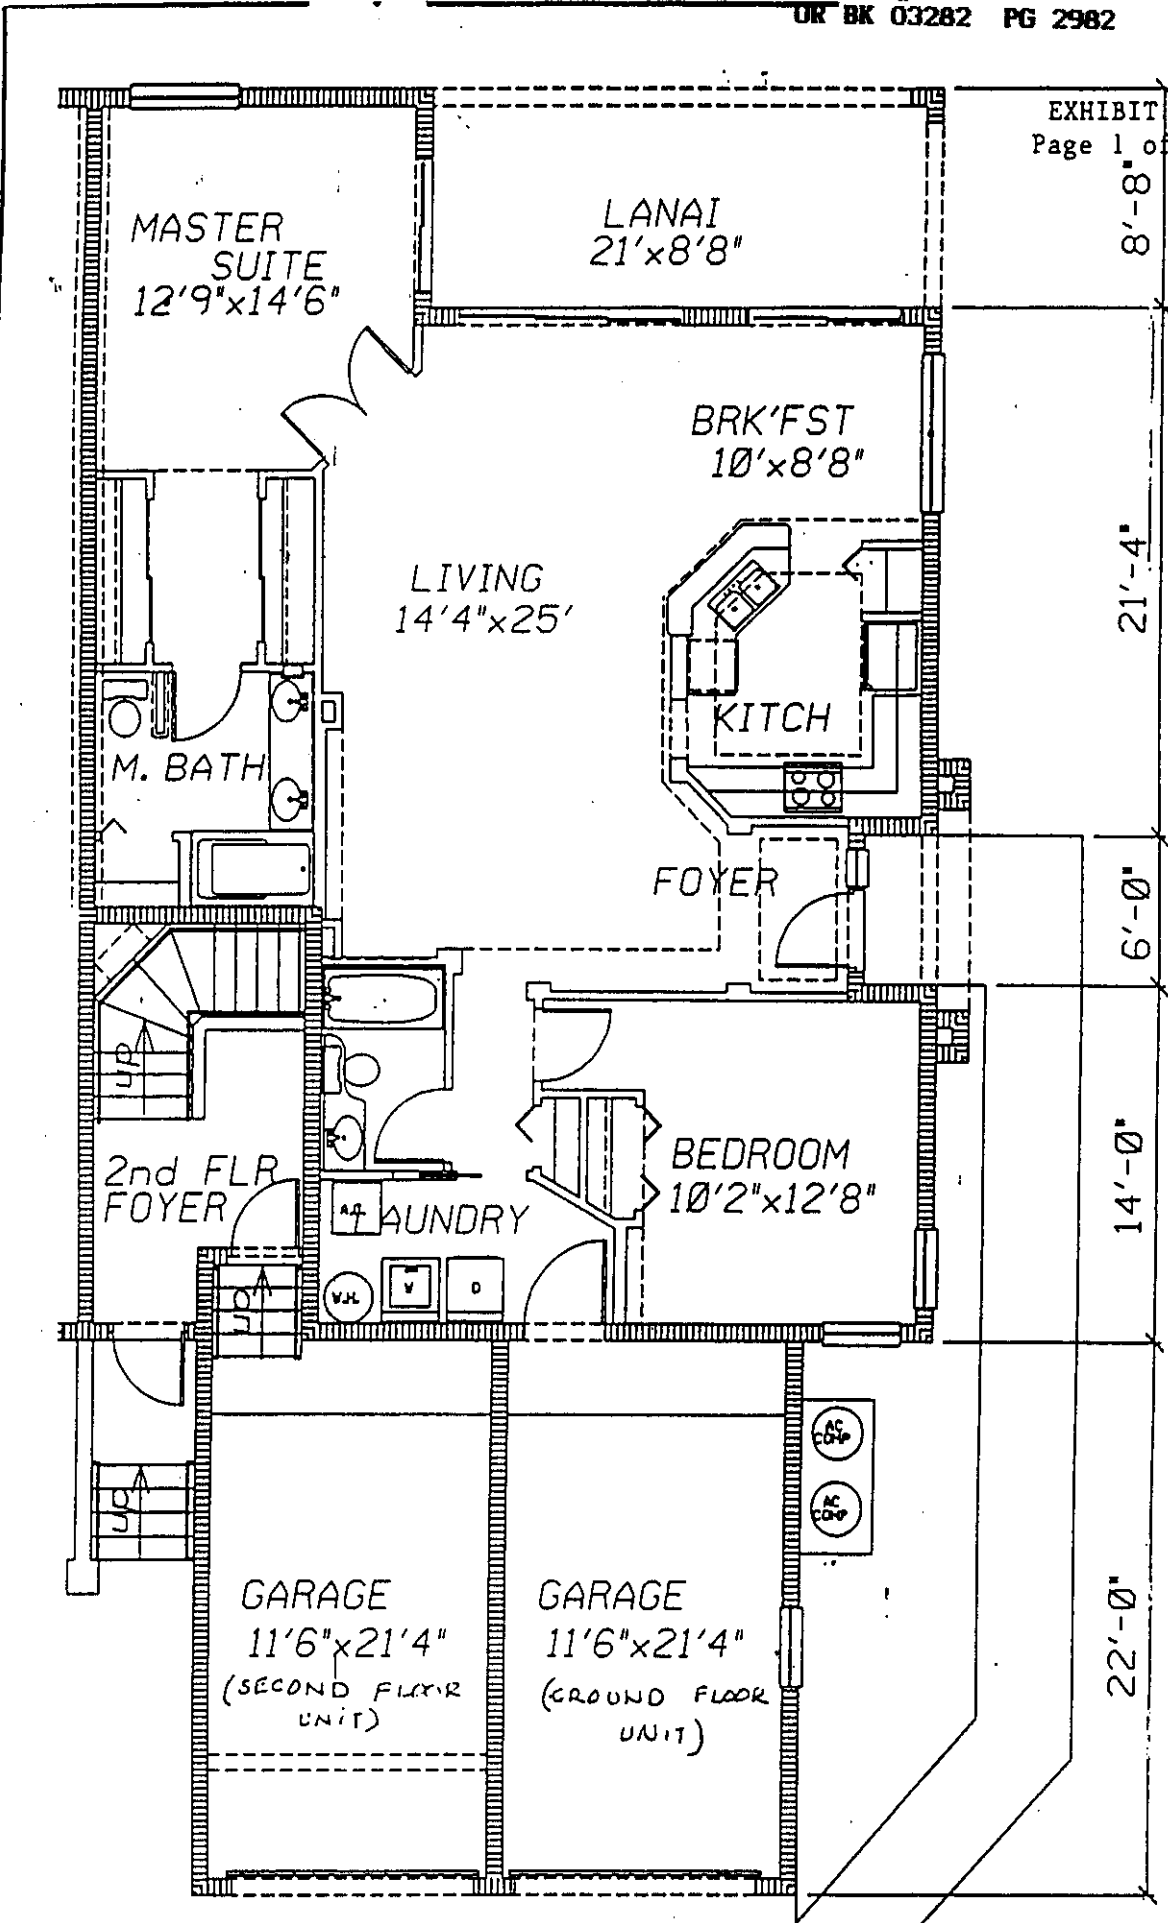 OR BK 03282 PG 2982
EXHIBIT
Page 1 of
8'-8"
MASTER
SUITE
12'9"x14'6"
LANAI
21'x8'8"
BRK'FST
10'x8'8"
LIVING
14'4"x25'
21'-4"
KITCH
M. BATH
FOYER
6'-0"
UP
2nd FLR
FOYER
BEDROOM
10'2"x12'8"
14'-0"
LAUNDRY
W.H.
W
D
UP
AC
COMP
AC
COMP
UP
GARAGE
11'6"x21'4"
(SECOND FLOOR
UNIT)
GARAGE
11'6"x21'4"
(GROUND FLOOR
UNIT)
22'-0"